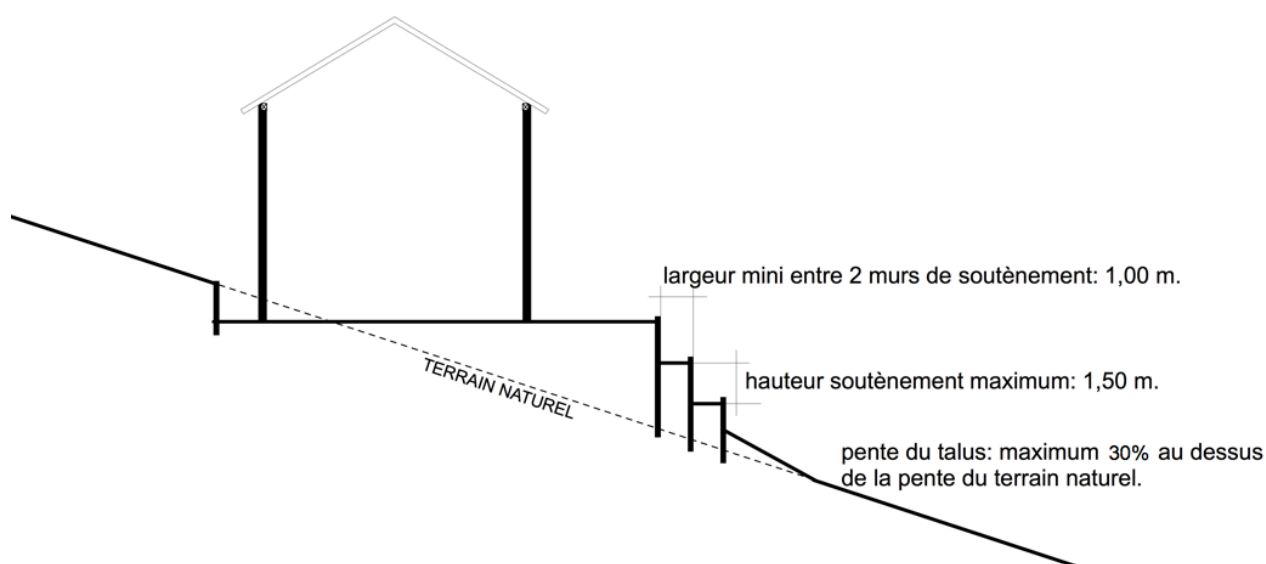 largeur mini entre 2 murs de soutènement: 1,00 m.
TERRAIN NATUREL
hauteur soutènement maximum: 1,50 m.
pente du talus: maximum 30% au dessus
de la pente du terrain naturel.